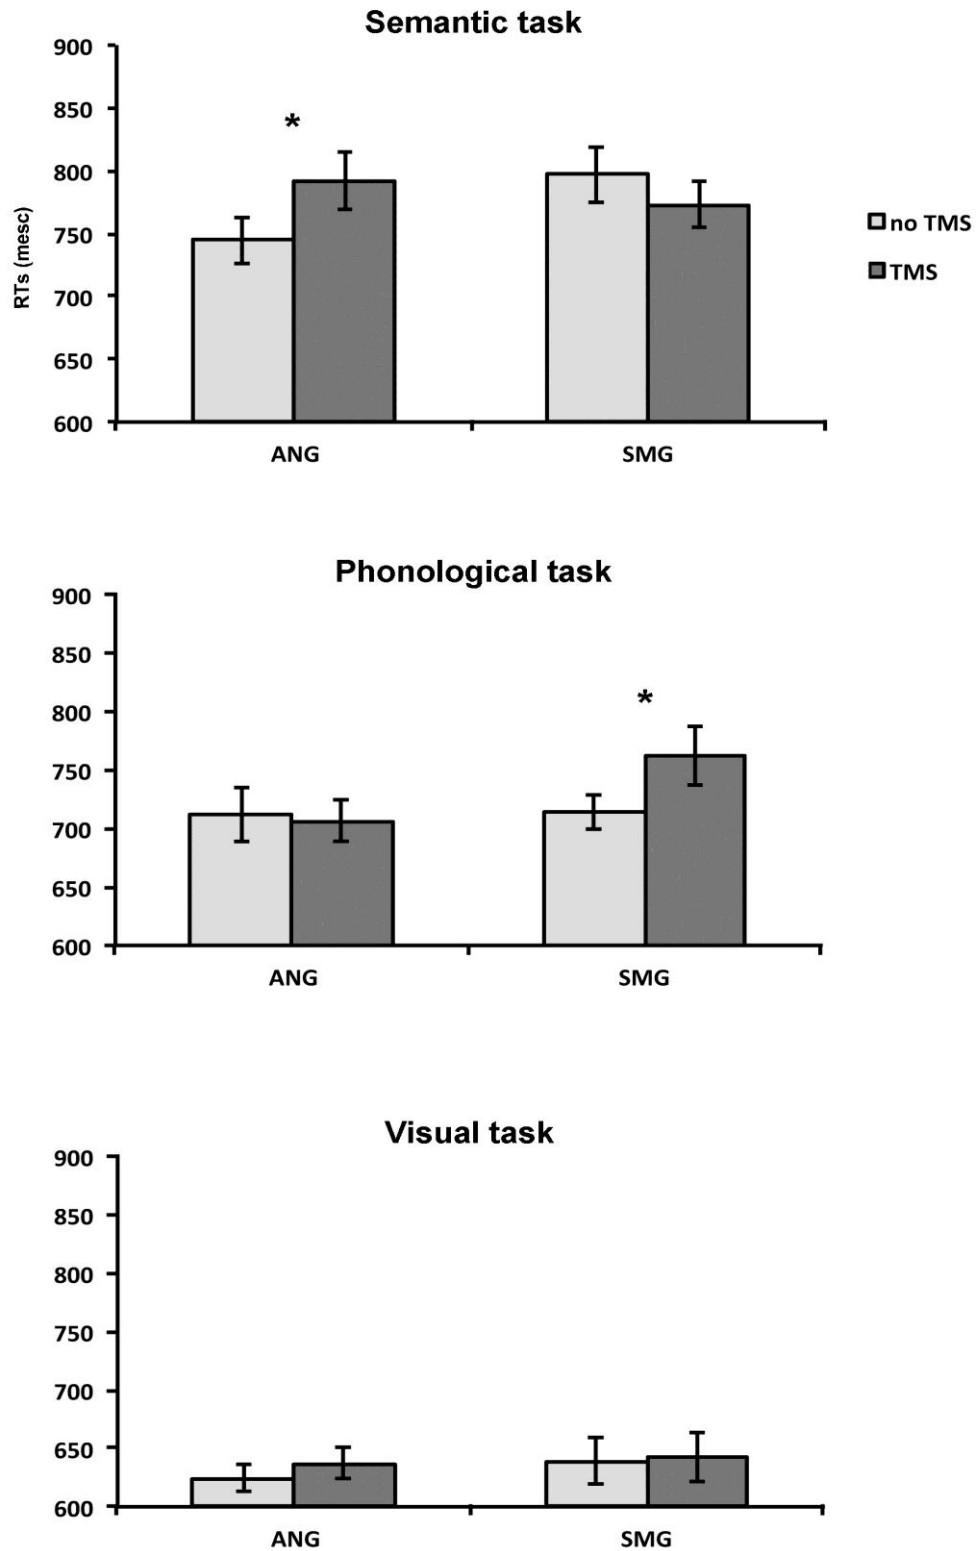 Semantic task
900
850
*
800
750
700
650
600
RTs (mesc)
no TMS
TMS
ANG SMG
Phonological task
900
850
800
*
750
700
650
600
ANG SMG
Visual task
900
850
800
750
700
650
600
ANG SMG